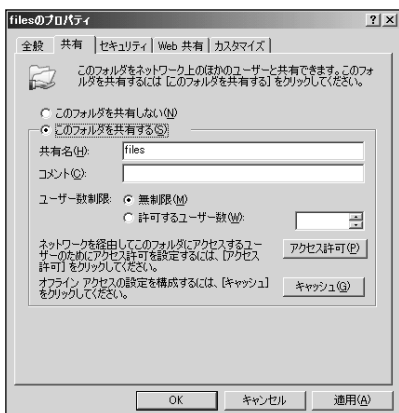 filesのプロパティ
全般 共有 セキュリティ Web 共有 カスタマイズ
このフォルダをネットワーク上のほかのユーザーと共有できます。このフォ
ルダを共有するには [このフォルダを共有する] をクリックしてください。
このフォルダを共有しない(N)
このフォルダを共有する(S)
共有名(H): files
コメント(C):
ユーザー数制限: 無制限(M)
許可するユーザー数(W):
ネットワークを経由してこのフォルダにアクセスするユー
ザーのためにアクセス許可を設定するには、[アクセス
許可] をクリックしてください。
アクセス許可(P)
オフライン アクセスの設定を構成するには、[キャッシュ]
をクリックしてください。
キャッシュ(G)
OK キャンセル 適用(A)